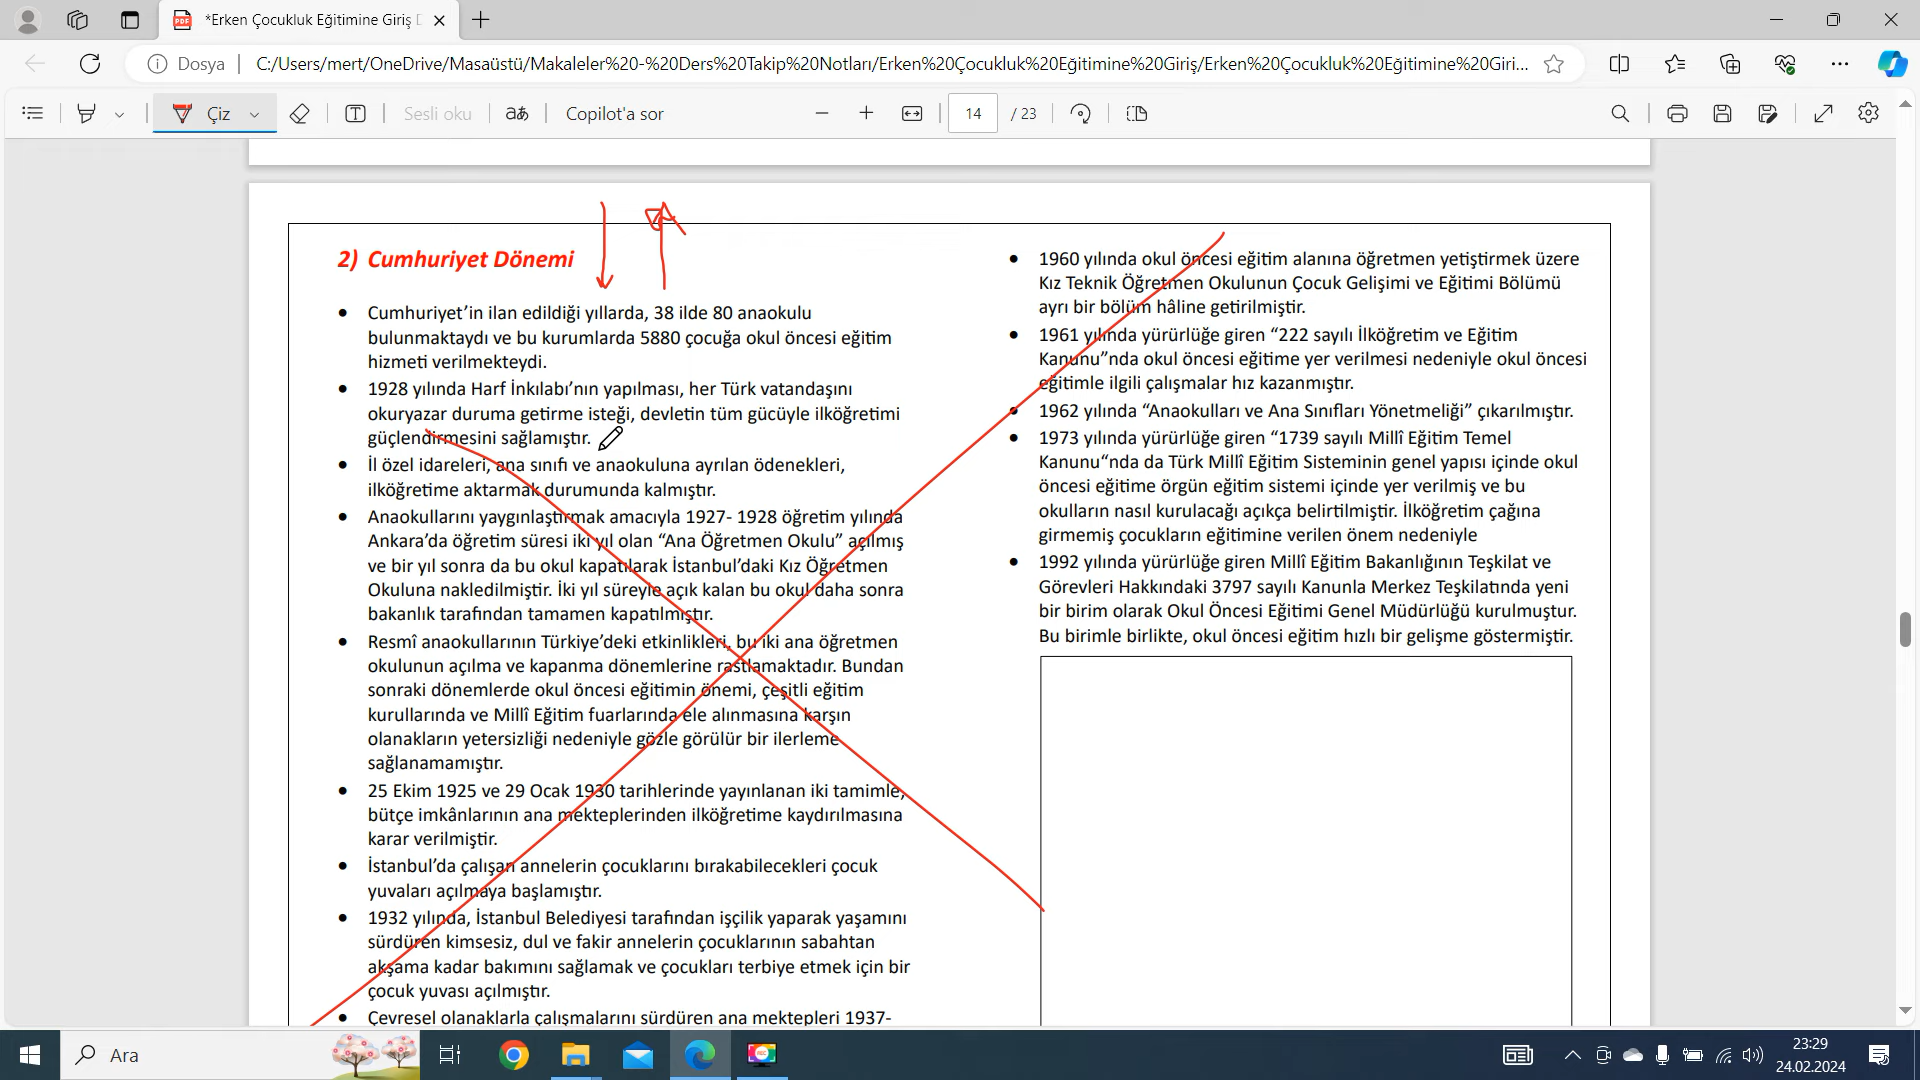 *Erken Çocukluk Eğitimine Giriş D
Dosya
C:/Users/mert/OneDrive/Masaüstü/Makaleler%20-%20Ders%20Takip%20Notları/Erken%20Çocukluk%20Eğitimine%20Giriş/Erken%20Çocukluk%20Eğitimine%20Giri...
Çiz
Sesli oku
aあ
Copilot'a sor
14 / 23
2) Cumhuriyet Dönemi
• Cumhuriyet’in ilan edildiği yıllarda, 38 ilde 80 anaokulu
bulunmaktaydı ve bu kurumlarda 5880 çocuğa okul öncesi eğitim
hizmeti verilmekteydi.
• 1928 yılında Harf İnkılabı’nın yapılması, her Türk vatandaşını
okuryazar duruma getirme isteği, devletin tüm gücüyle ilköğretimi
güçlendirmesini sağlamıştır.
• İl özel idareleri, ana sınıfı ve anaokuluna ayrılan ödenekleri,
ilköğretime aktarmak durumunda kalmıştır.
• Anaokullarını yaygınlaştırmak amacıyla 1927- 1928 öğretim yılında
Ankara’da öğretim süresi iki yıl olan “Ana Öğretmen Okulu” açılmış
ve bir yıl sonra da bu okul kapatılarak İstanbul’daki Kız Öğretmen
Okuluna nakledilmiştir. İki yıl süreyle açık kalan bu okul daha sonra
bakanlık tarafından tamamen kapatılmıştır.
• Resmî anaokullarının Türkiye’deki etkinlikleri, bu iki ana öğretmen
okulunun açılma ve kapanma dönemlerine rastlamaktadır. Bundan
sonraki dönemlerde okul öncesi eğitimin önemi, çeşitli eğitim
kurullarında ve Millî Eğitim fuarlarında ele alınmasına karşın
olanakların yetersizliği nedeniyle gözle görülür bir ilerleme
sağlanamamıştır.
• 25 Ekim 1925 ve 29 Ocak 1930 tarihlerinde yayınlanan iki tamimle,
bütçe imkânlarının ana mekteplerinden ilköğretime kaydırılmasına
karar verilmiştir.
• İstanbul’da çalışan annelerin çocuklarını bırakabilecekleri çocuk
yuvaları açılmaya başlamıştır.
• 1932 yılında, İstanbul Belediyesi tarafından işçilik yaparak yaşamını
sürdüren kimsesiz, dul ve fakir annelerin çocuklarının sabahtan
akşama kadar bakımını sağlamak ve çocukları terbiye etmek için bir
çocuk yuvası açılmıştır.
• Çevresel olanaklarla çalışmalarını sürdüren ana mektepleri 1937-
• 1960 yılında okul öncesi eğitim alanına öğretmen yetiştirmek üzere
Kız Teknik Öğretmen Okulunun Çocuk Gelişimi ve Eğitimi Bölümü
ayrı bir bölüm hâline getirilmiştir.
• 1961 yılında yürürlüğe giren “222 sayılı İlköğretim ve Eğitim
Kanunu”nda okul öncesi eğitime yer verilmesi nedeniyle okul öncesi
eğitimle ilgili çalışmalar hız kazanmıştır.
• 1962 yılında “Anaokulları ve Ana Sınıfları Yönetmeliği” çıkarılmıştır.
• 1973 yılında yürürlüğe giren “1739 sayılı Millî Eğitim Temel
Kanunu“nda da Türk Millî Eğitim Sisteminin genel yapısı içinde okul
öncesi eğitime örgün eğitim sistemi içinde yer verilmiş ve bu
okulların nasıl kurulacağı açıkça belirtilmiştir. İlköğretim çağına
girmemiş çocukların eğitimine verilen önem nedeniyle
• 1992 yılında yürürlüğe giren Millî Eğitim Bakanlığının Teşkilat ve
Görevleri Hakkındaki 3797 sayılı Kanunla Merkez Teşkilatında yeni
bir birim olarak Okul Öncesi Eğitimi Genel Müdürlüğü kurulmuştur.
Bu birimle birlikte, okul öncesi eğitim hızlı bir gelişme göstermiştir.
Ara
23:29
24.02.2024